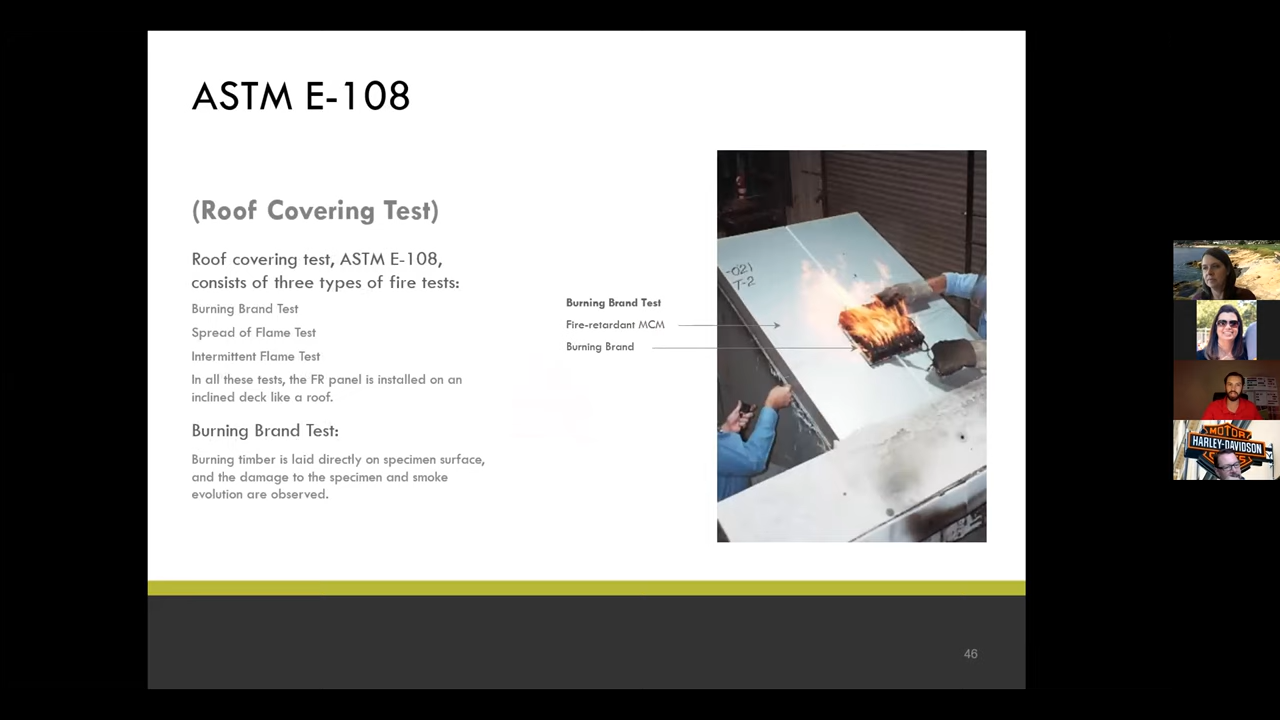 ASTM E-108
(Roof Covering Test)
Roof covering test, ASTM E-108,
consists of three types of fire tests:
Burning Brand Test
Spread of Flame Test
Intermittent Flame Test
In all these tests, the FR panel is installed on an
inclined deck like a roof.
Burning Brand Test:
Burning timber is laid directly on specimen surface,
and the damage to the specimen and smoke
evolution are observed.
Burning Brand Test
Fire-retardant MCM
Burning Brand
-021
T-2
46
MOTOR
HARLEY-DAVIDSON